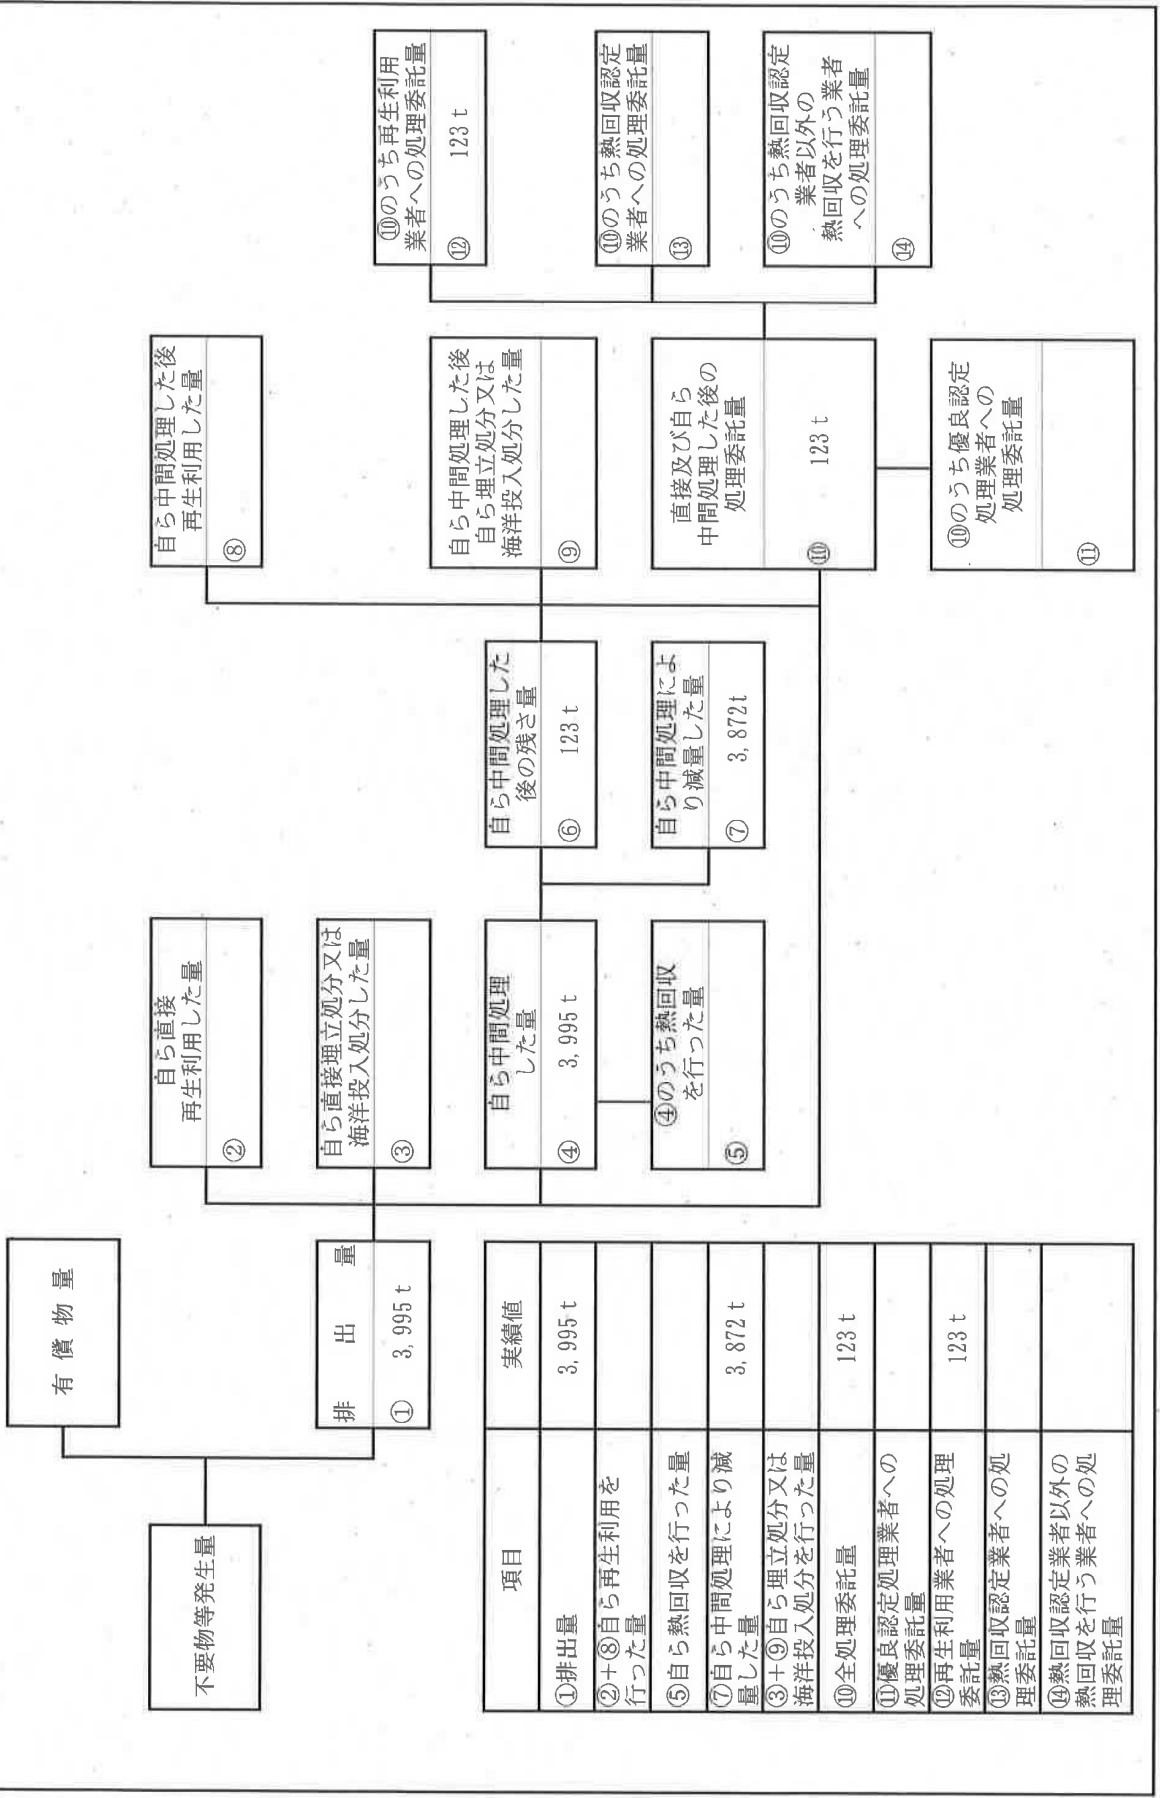 有償物量
不要物等発生量
排出量
① 3,995 t
自ら直接
再生利用した量
②
自ら直接埋立処分又は
海洋投入処分した量
③
自ら中間処理
した量
④ 3,995 t
④のうち熱回収
を行った量
⑤
自ら中間処理した
後の残さ量
⑥ 123 t
自ら中間処理によ
り減量した量
⑦ 3,872t
自ら中間処理した後
再生利用した量
⑧
自ら中間処理した後
自ら埋立処分又は
海洋投入処分した量
⑨
直接及び自ら
中間処理した後の
処理委託量
⑩ 123 t
⑩のうち優良認定
処理業者への
処理委託量
⑪
⑩のうち再生利用
業者への処理委託量
⑫ 123 t
⑩のうち熱回収認定
業者への処理委託量
⑬
⑩のうち熱回収認定
業者以外の
熱回収を行う業者
への処理委託量
⑭
項目 実績値
①排出量 3,995 t
②+⑧自ら再生利用を
行った量
⑤自ら熱回収を行った量
⑦自ら中間処理により減
量した量 3,872 t
③+⑨自ら埋立処分又は
海洋投入処分を行った量
⑩全処理委託量 123 t
⑪優良認定処理業者への
処理委託量
⑫再生利用業者への処理
委託量 123 t
⑬熱回収認定業者への処
理委託量
⑭熱回収認定業者以外の
熱回収を行う業者への処
理委託量